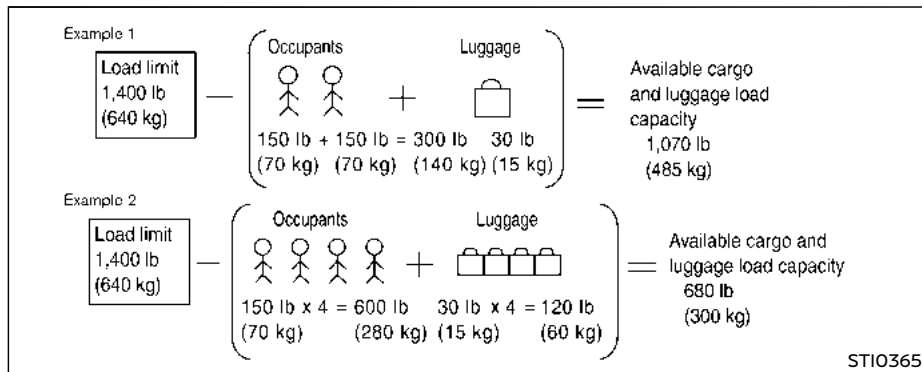 Example 1
Occupants Luggage
Load limit
1,400 lb
(640 kg)
Available cargo
and luggage load
capacity
1,070 lb
(485 kg)
— + =
150 lb + 150 lb = 300 lb 30 lb
(70 kg) (70 kg) (140 kg) (15 kg)
Example 2
Occupants Luggage
Load limit
1,400 lb
(640 kg)
Available cargo and
luggage load capacity
680 lb
(300 kg)
— + =
150 lb x 4 = 600 lb 30 lb x 4 = 120 lb
(70 kg) (280 kg) (15 kg) (60 kg)
STI0365